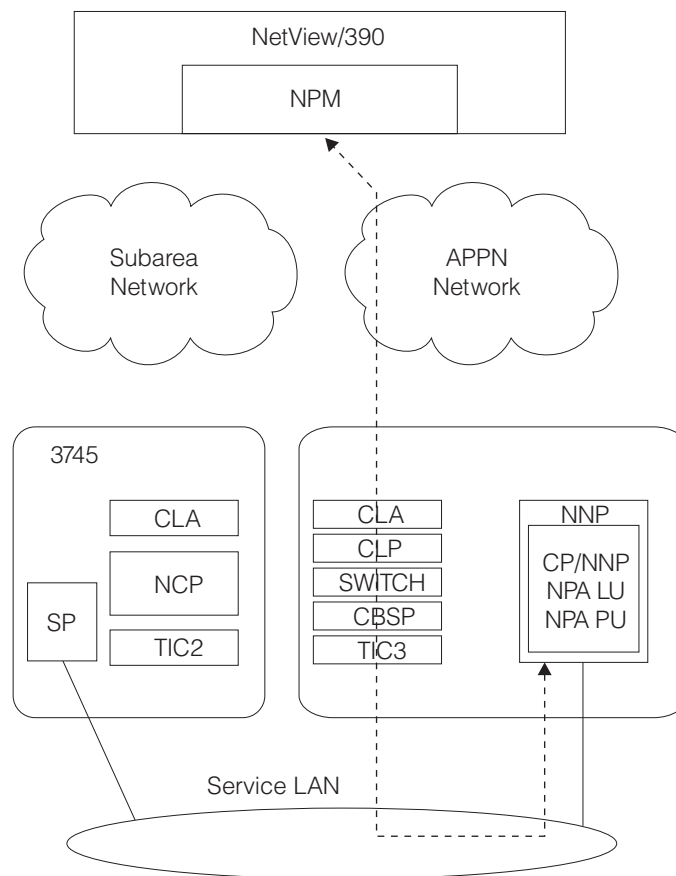 NetView/390
NPM
Subarea
Network
APPN
Network
3745
CLA
NCP
SP
TIC2
CLA
CLP
SWITCH
CBSP
TIC3
NNP
CP/NNP
NPA LU
NPA PU
Service LAN